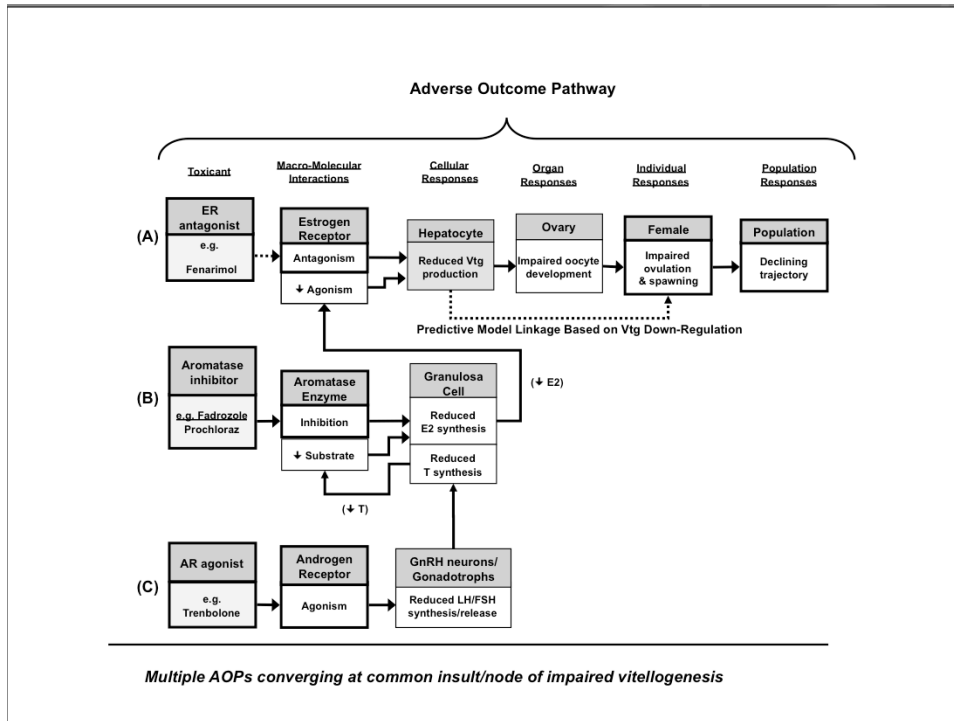 Adverse Outcome Pathway
Toxicant
Macro-Molecular
Interactions
Cellular
Responses
Organ
Responses
Individual
Responses
Population
Responses
(A)
ER
antagonist
e.g.
Fenarimol
Estrogen
Receptor
Antagonism
↓ Agonism
Hepatocyte
Reduced Vtg
production
Ovary
Impaired oocyte
development
Female
Impaired
ovulation
& spawning
Population
Declining
trajectory
Predictive Model Linkage Based on Vtg Down-Regulation
(B)
Aromatase
inhibitor
e.g. Fadrozole
Prochloraz
Aromatase
Enzyme
Inhibition
↓ Substrate
Granulosa
Cell
Reduced
E2 synthesis
Reduced
T synthesis
(↓ E2)
(↓ T)
(C)
AR agonist
e.g.
Trenbolone
Androgen
Receptor
Agonism
GnRH neurons/
Gonadotrophs
Reduced LH/FSH
synthesis/release
Multiple AOPs converging at common insult/node of impaired vitellogenesis